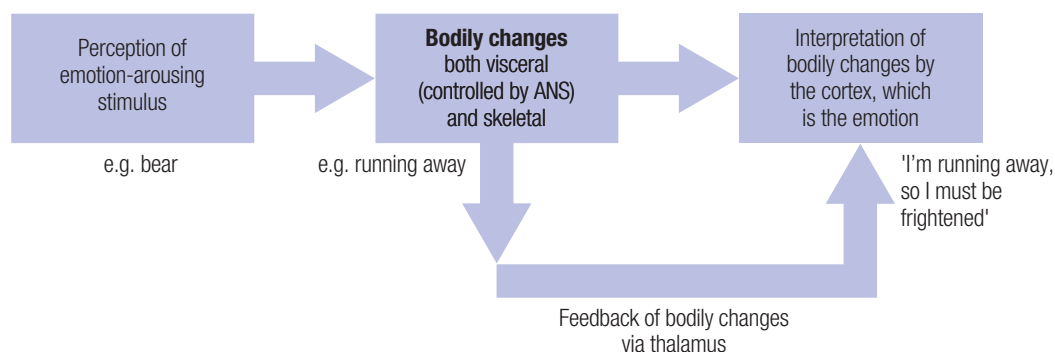 Perception of
emotion-arousing
stimulus
e.g. bear
Bodily changes
both visceral
(controlled by ANS)
and skeletal
e.g. running away
Interpretation of
bodily changes by
the cortex, which
is the emotion
'I'm running away,
so I must be
frightened'
Feedback of bodily changes
via thalamus